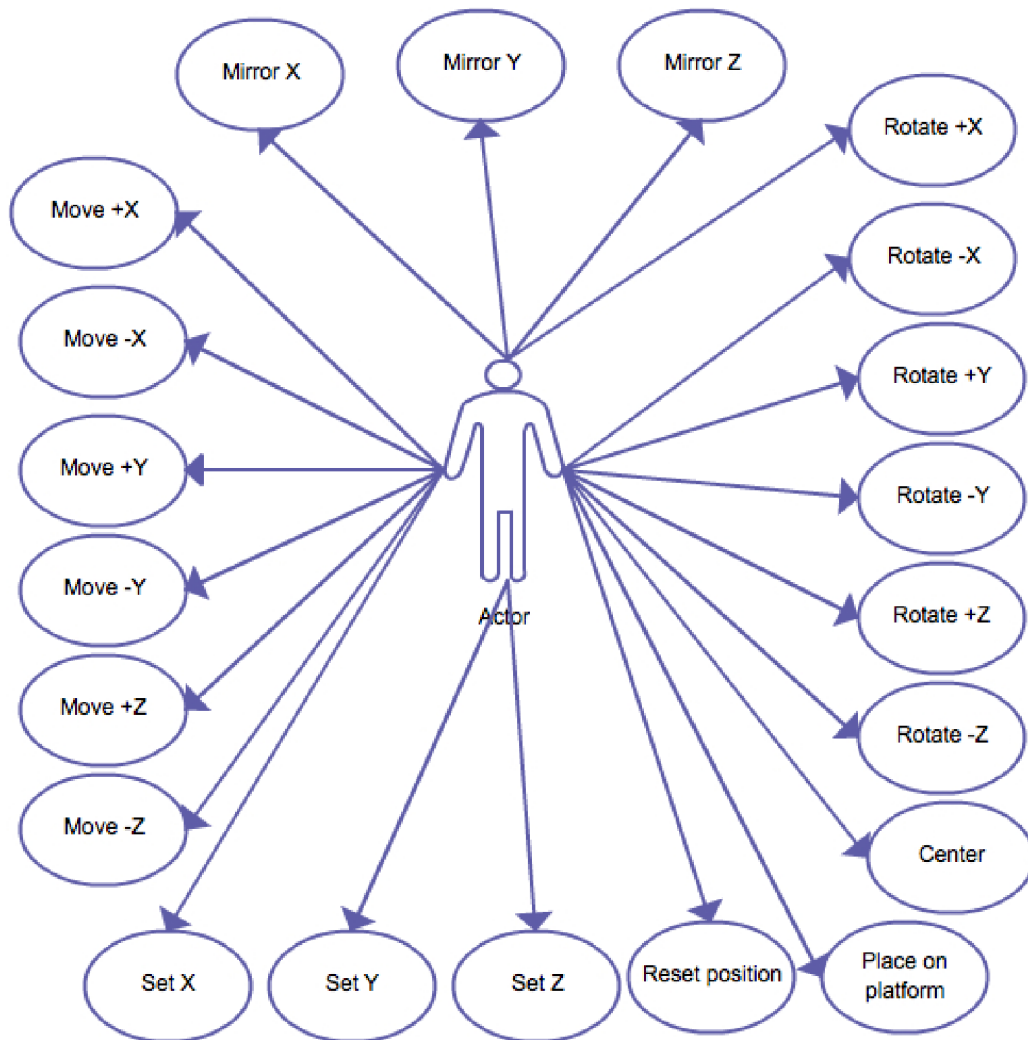 Mirror X
Mirror Y
Mirror Z
Rotate +X
Move +X
Rotate -X
Move -X
Rotate +Y
Move +Y
Rotate -Y
Move -Y
Actor
Rotate +Z
Move +Z
Rotate -Z
Move -Z
Center
Set X
Set Y
Set Z
Reset position
Place on
platform